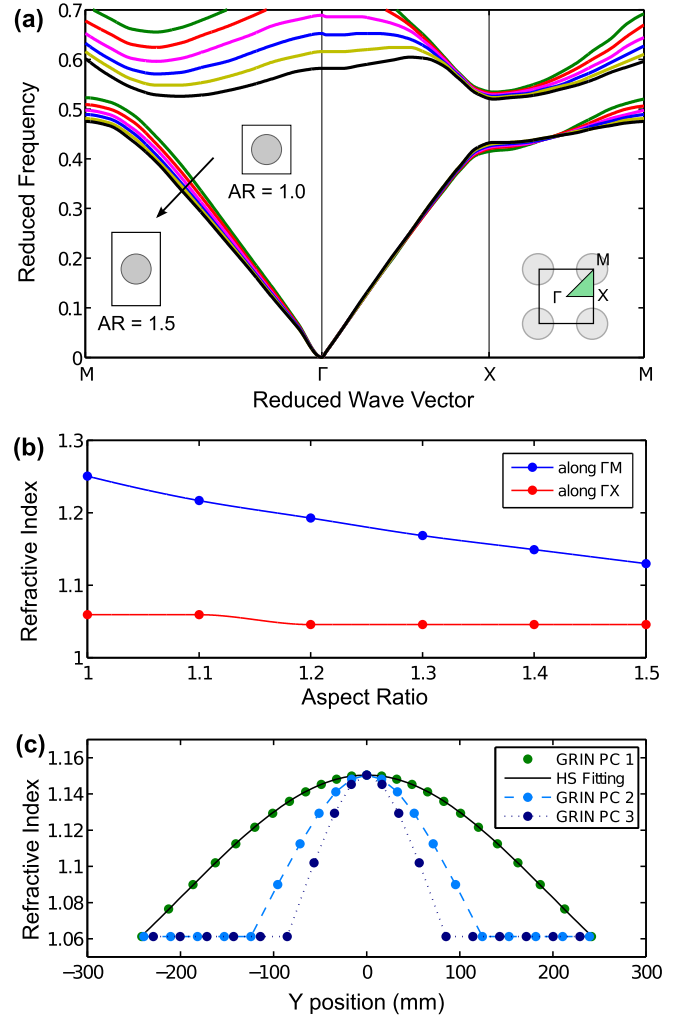 (a)
0.7
0.6
0.5
0.4
0.3
0.2
0.1
0
Reduced Frequency
AR = 1.0
AR = 1.5
M
Γ
X
M Γ X M
Reduced Wave Vector
(b)
1.3
1.2
1.1
1
Refractive Index
along ΓM
along ΓX
1 1.1 1.2 1.3 1.4 1.5
Aspect Ratio
(c)
1.16
1.14
1.12
1.1
1.08
1.06
Refractive Index
GRIN PC 1
HS Fitting
GRIN PC 2
GRIN PC 3
−300 −200 −100 0 100 200 300
Y position (mm)